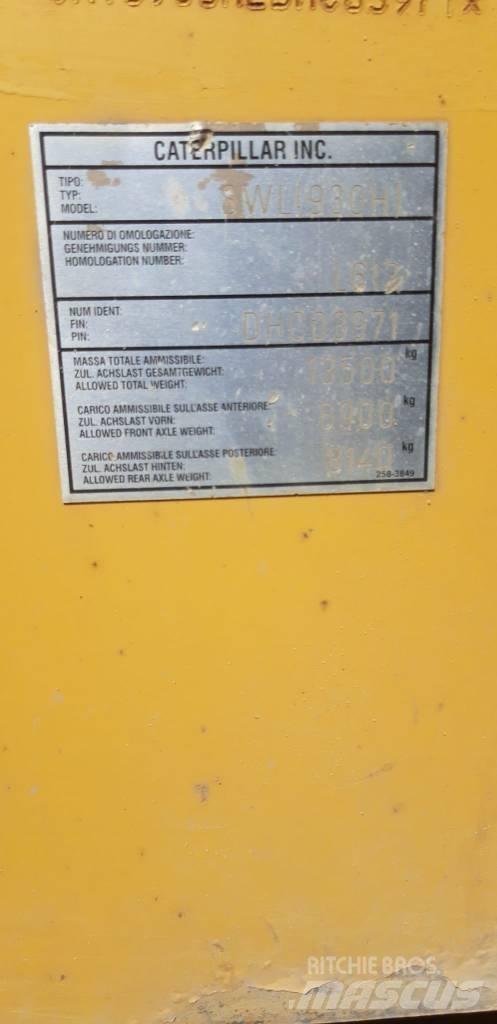 CATERPILLAR INC.
TIPO:
TYP:
MODEL: (930H)
NUMERO DI OMOLOGAZIONE:
GENEHMIGUNGS NUMMER:
HOMOLOGATION NUMBER:
NUM IDENT:
FIN: DHC03971
PIN:
MASSA TOTALE AMMISSIBILE: kg
ZUL. ACHSLAST GESAMTGEWICHT: 13500
ALLOWED TOTAL WEIGHT:
CARICO AMMISSIBILE SULL'ASSE ANTERIORE: kg
ZUL. ACHSLAST VORN:
ALLOWED FRONT AXLE WEIGHT:
CARICO AMMISSIBILE SULL'ASSE POSTERIORE: kg
ZUL. ACHSLAST HINTEN: 8140
ALLOWED REAR AXLE WEIGHT: 258-3849
RITCHIE BROS.
MASCUS